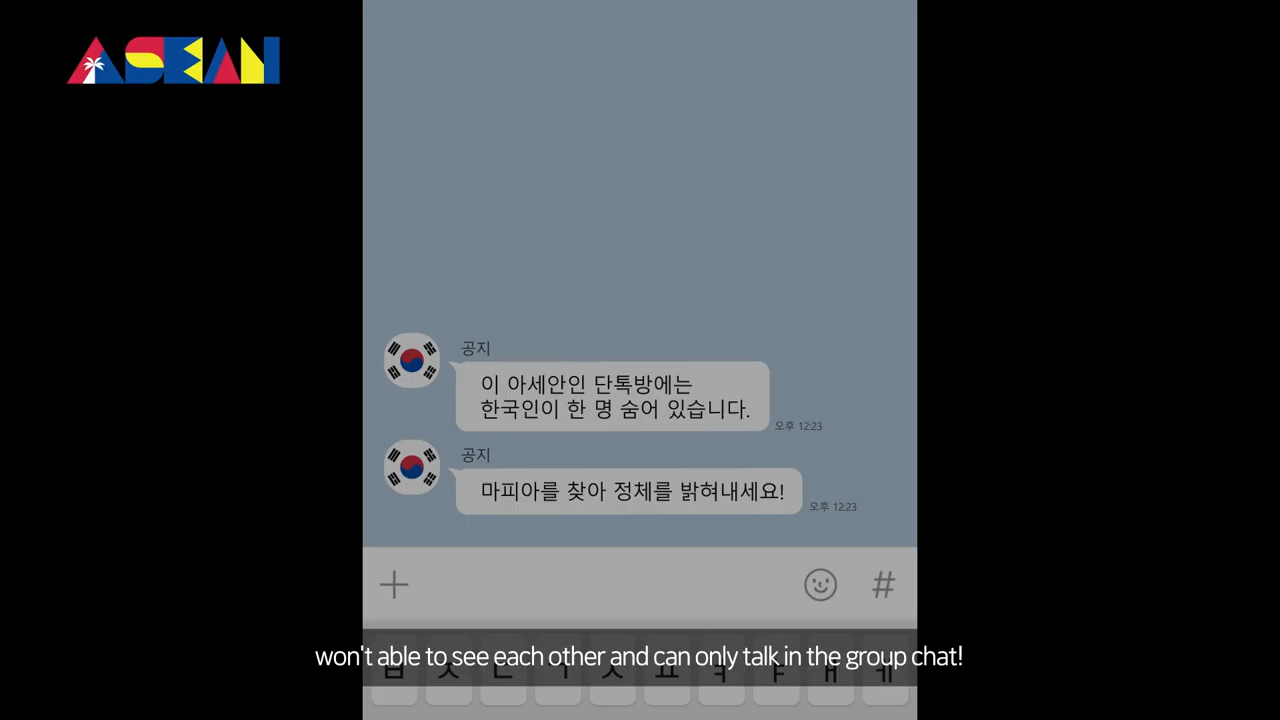 ASEAN
공지
이 아세안인 단톡방에는
한국인이 한 명 숨어 있습니다.
오후 12:23
공지
마피아를 찾아 정체를 밝혀내세요!
오후 12:23
#
won't able to see each other and can only talk in the group chat!
ㅂ ㅈ ㄷ ㄱ ㅅ ㅛ ㅕ ㅑ ㅐ ㅔ